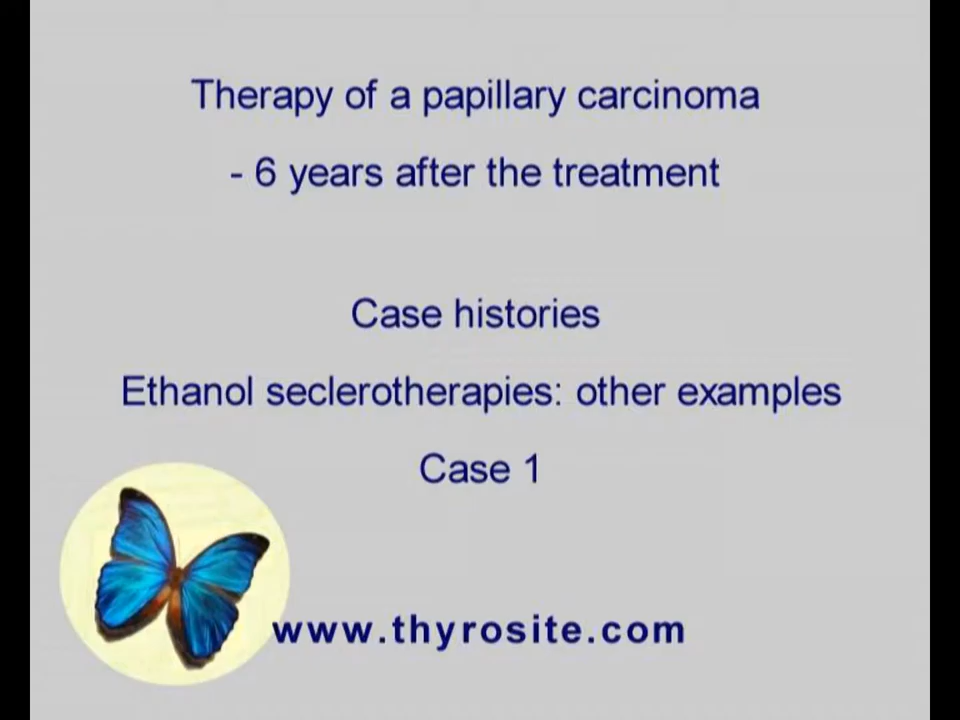 Therapy of a papillary carcinoma
- 6 years after the treatment
Case histories
Ethanol seclerotherapies: other examples
Case 1
www.thyrosite.com